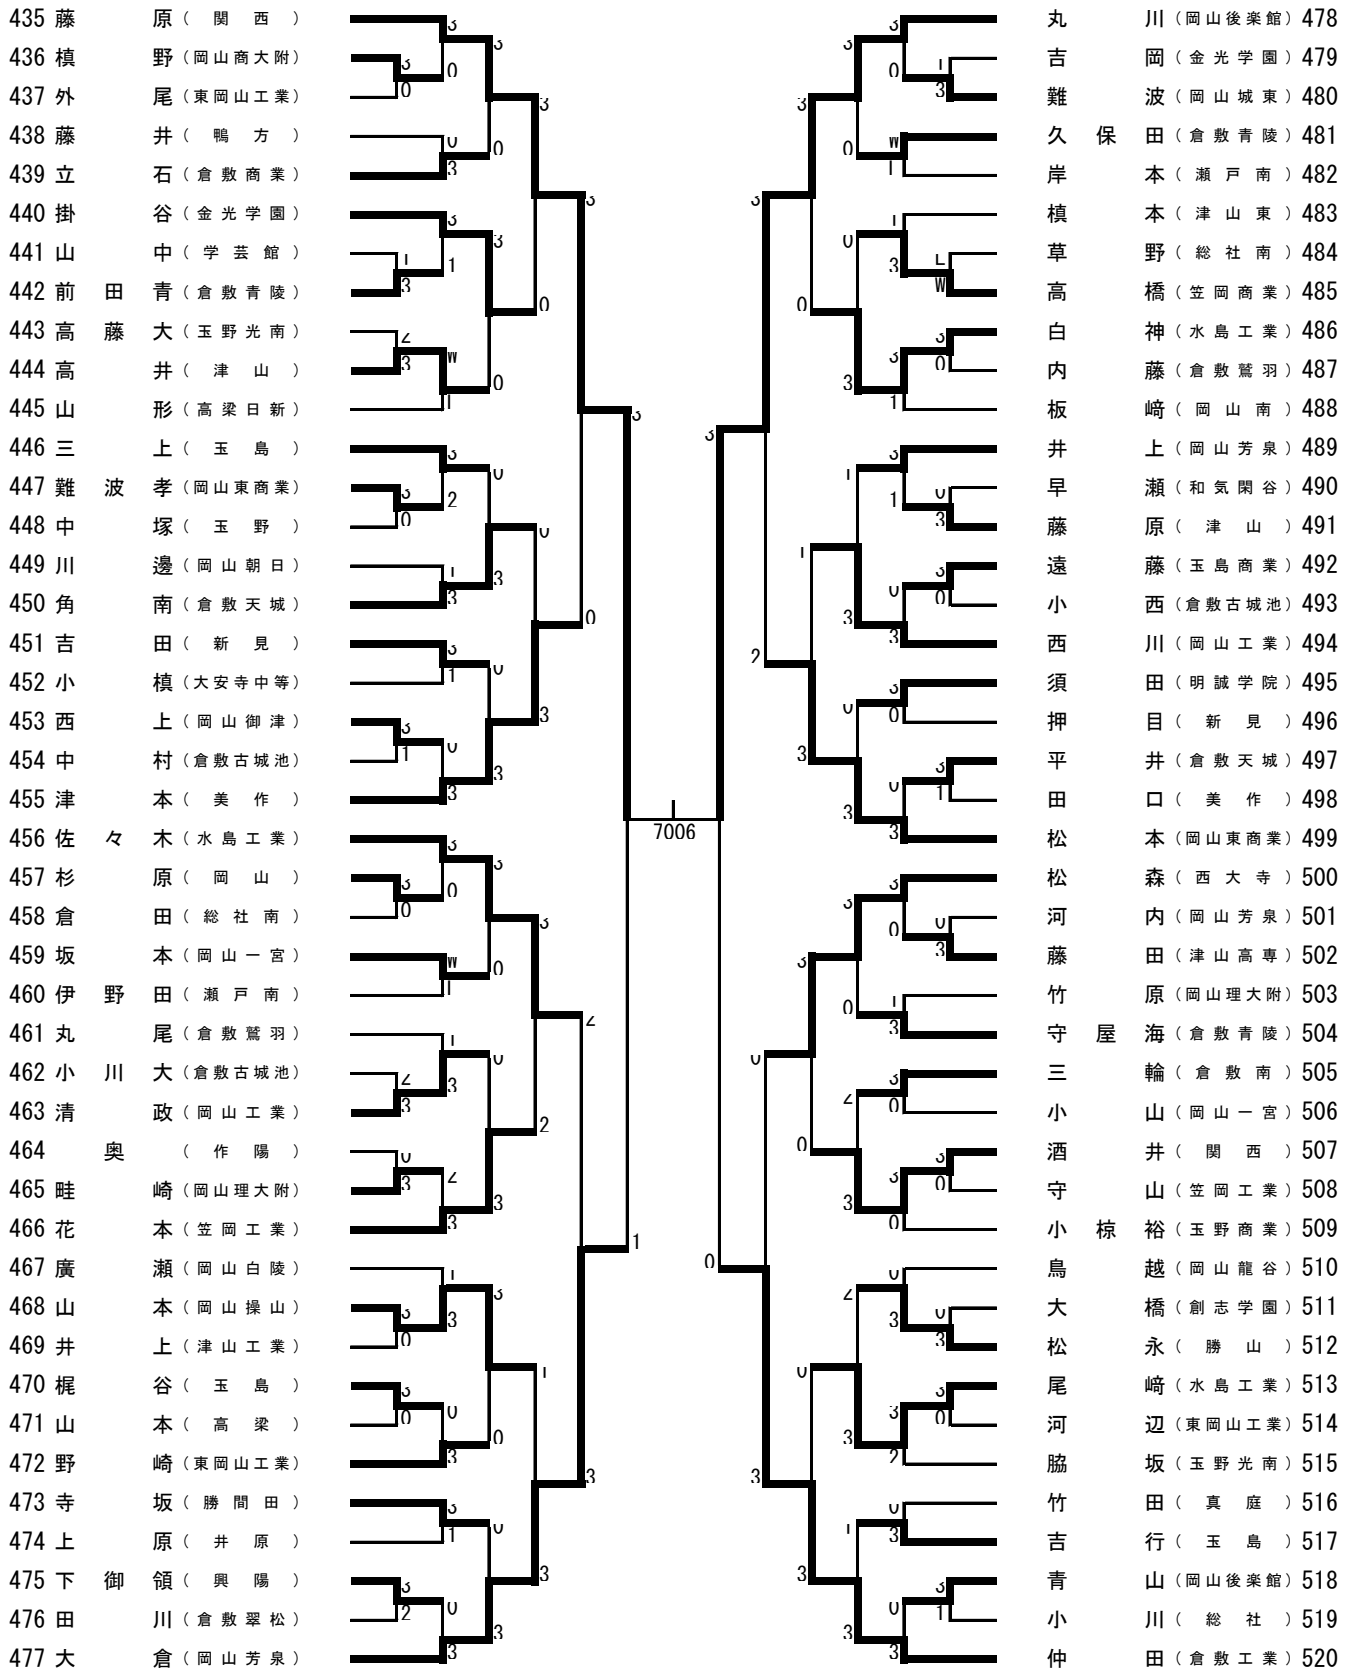 435 藤原 (関西)
436 槙野 (岡山商大附)
437 外尾 (東岡山工業)
438 藤井 (鴨方)
439 立石 (倉敷商業)
440 掛谷 (金光学園)
441 山中 (学芸館)
442 前田青 (倉敷青陵)
443 高藤大 (玉野光南)
444 高井 (津山)
445 山形 (高梁日新)
446 三上 (玉島)
447 難波孝 (岡山東商業)
448 中塚 (玉野)
449 川邊 (岡山朝日)
450 角南 (倉敷天城)
451 吉田 (新見)
452 小槙 (大安寺中等)
453 西上 (岡山御津)
454 中村 (倉敷古城池)
455 津本 (美作)
456 佐々木 (水島工業)
457 杉原 (岡山)
458 倉田 (総社南)
459 坂本 (岡山一宮)
460 伊野田 (瀬戸南)
461 丸尾 (倉敷鷲羽)
462 小川大 (倉敷古城池)
463 清政 (岡山工業)
464 奥 (作陽)
465 畦崎 (岡山理大附)
466 花本 (笠岡工業)
467 廣瀬 (岡山白陵)
468 山本 (岡山操山)
469 井上 (津山工業)
470 梶谷 (玉島)
471 山本 (高梁)
472 野崎 (東岡山工業)
473 寺坂 (勝間田)
474 上原 (井原)
475 下御領 (興陽)
476 田川 (倉敷翠松)
477 大倉 (岡山芳泉)
7006
丸川 (岡山後楽館) 478
吉岡 (金光学園) 479
難波 (岡山城東) 480
久保田 (倉敷青陵) 481
岸本 (瀬戸南) 482
槙本 (津山東) 483
草野 (総社南) 484
高橋 (笠岡商業) 485
白神 (水島工業) 486
内藤 (倉敷鷲羽) 487
板﨑 (岡山南) 488
井上 (岡山芳泉) 489
早瀬 (和気閑谷) 490
藤原 (津山) 491
遠藤 (玉島商業) 492
小西 (倉敷古城池) 493
西川 (岡山工業) 494
須田 (明誠学院) 495
押目 (新見) 496
平井 (倉敷天城) 497
田口 (美作) 498
松本 (岡山東商業) 499
松森 (西大寺) 500
河内 (岡山芳泉) 501
藤田 (津山高専) 502
竹原 (岡山理大附) 503
守屋海 (倉敷青陵) 504
三輪 (倉敷南) 505
小山 (岡山一宮) 506
酒井 (関西) 507
守山 (笠岡工業) 508
小椋裕 (玉野商業) 509
鳥越 (岡山龍谷) 510
大橋 (創志学園) 511
松永 (勝山) 512
尾﨑 (水島工業) 513
河辺 (東岡山工業) 514
脇坂 (玉野光南) 515
竹田 (真庭) 516
吉行 (玉島) 517
青山 (岡山後楽館) 518
小川 (総社) 519
仲田 (倉敷工業) 520